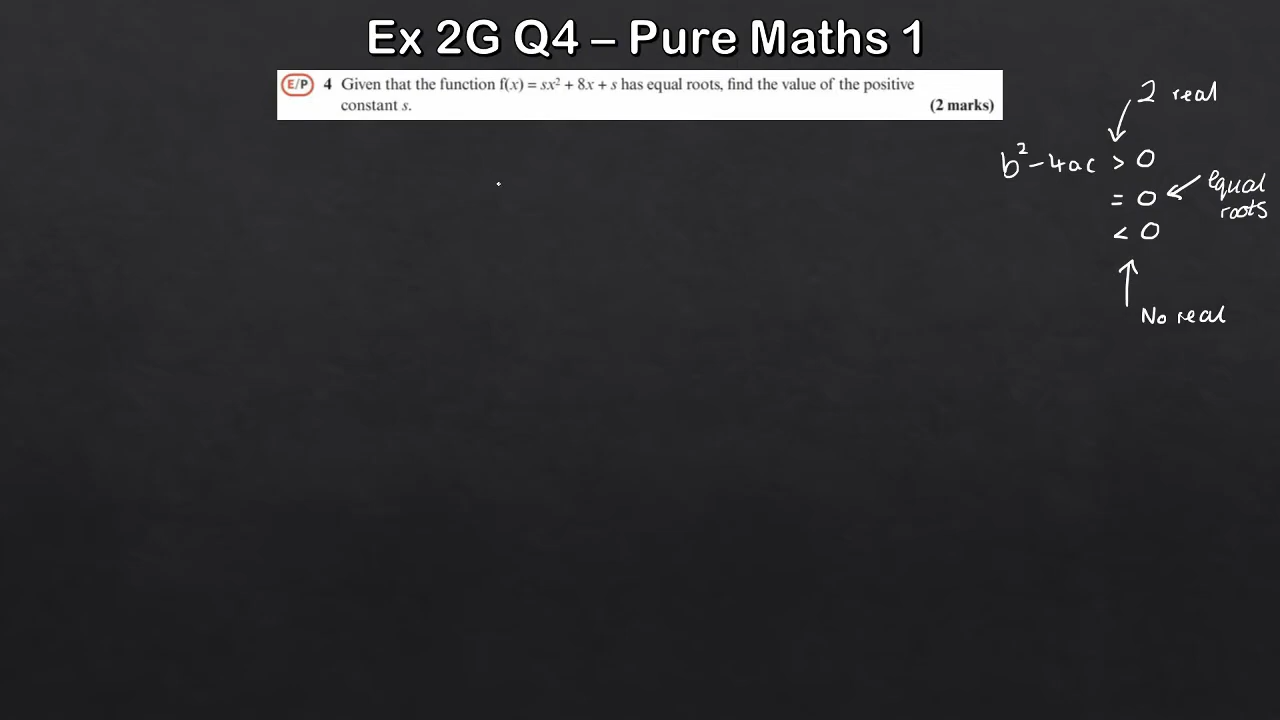 Ex 2G Q4 – Pure Maths 1
E/P 4 Given that the function f(x) = sx² + 8x + s has equal roots, find the value of the positive
constant s. (2 marks)
2 real
b² - 4ac > 0
= 0 Equal
roots
< 0
No real